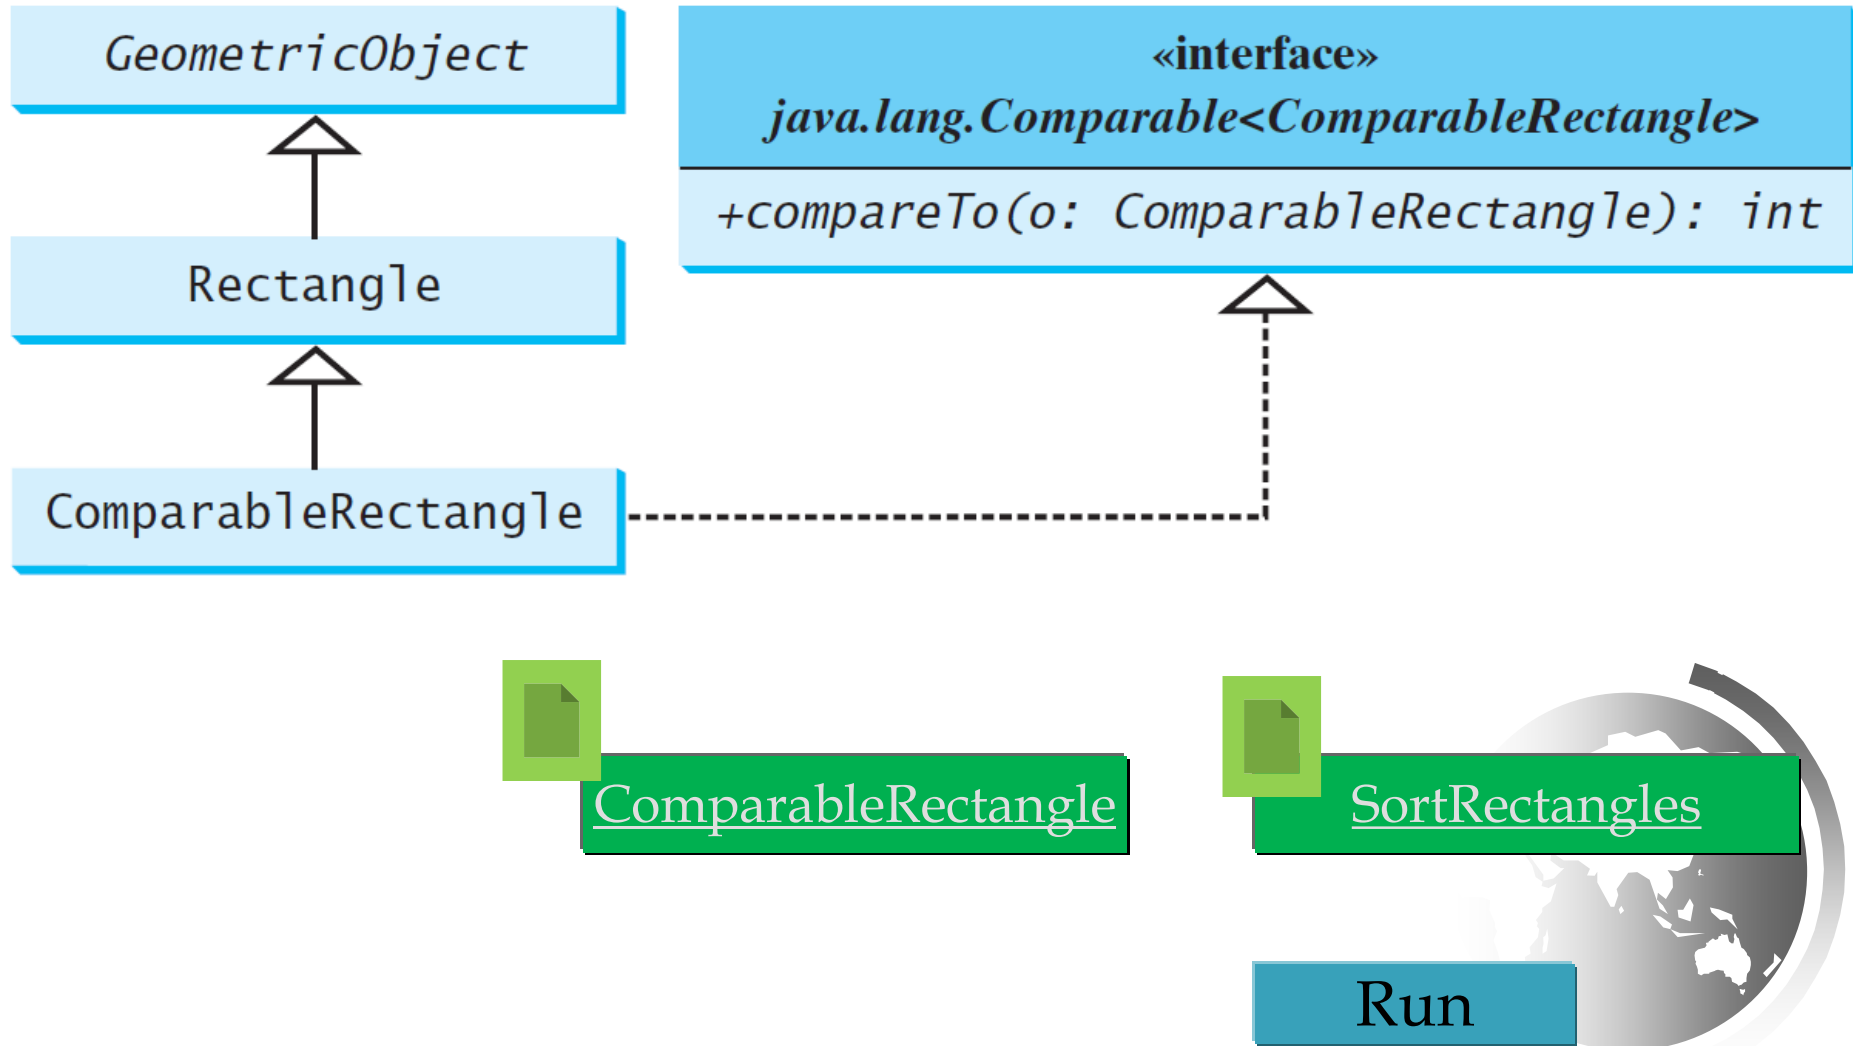 GeometricObject
«interface»
java.lang.Comparable<ComparableRectangle>
+compareTo(o: ComparableRectangle): int
Rectangle
ComparableRectangle
ComparableRectangle
SortRectangles
Run